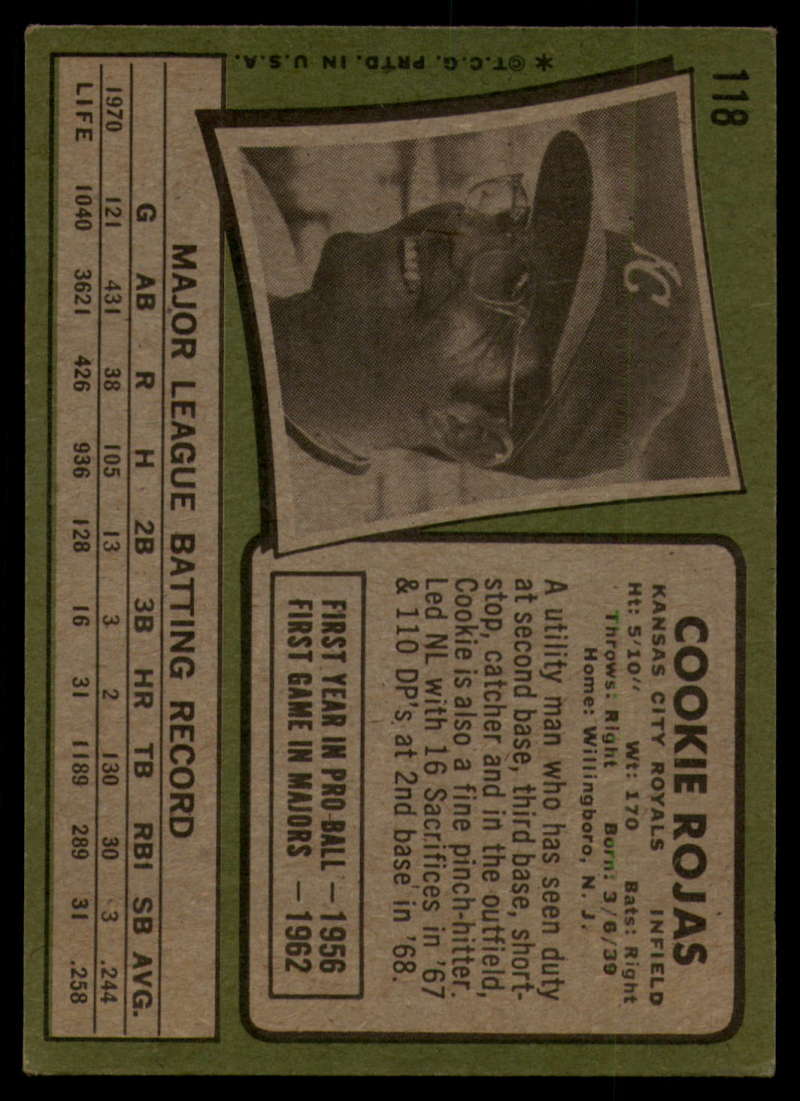 118
KC
✶©T.C.G. PRTD. IN U.S.A.
COOKIE ROJAS
KANSAS CITY ROYALS INFIELD
Ht: 5/10″ Wt: 170 Bats: Right
Throws: Right Born: 3/6/39
Home: Willingboro, N. J.
A utility man who has seen duty
at second base, third base, short-
stop, catcher and in the outfield,
Cookie is also a fine pinch-hitter.
Led NL with 16 Sacrifices in '67
& 110 DP's at 2nd base in '68.
FIRST YEAR IN PRO BALL — 1956
FIRST GAME IN MAJORS — 1962
MAJOR LEAGUE BATTING RECORD
G AB R H 2B 3B HR TB RBI SB AVG.
1970 121 431 38 105 13 3 2 130 30 3 .244
LIFE 1040 3621 426 936 128 16 31 1189 289 31 .258